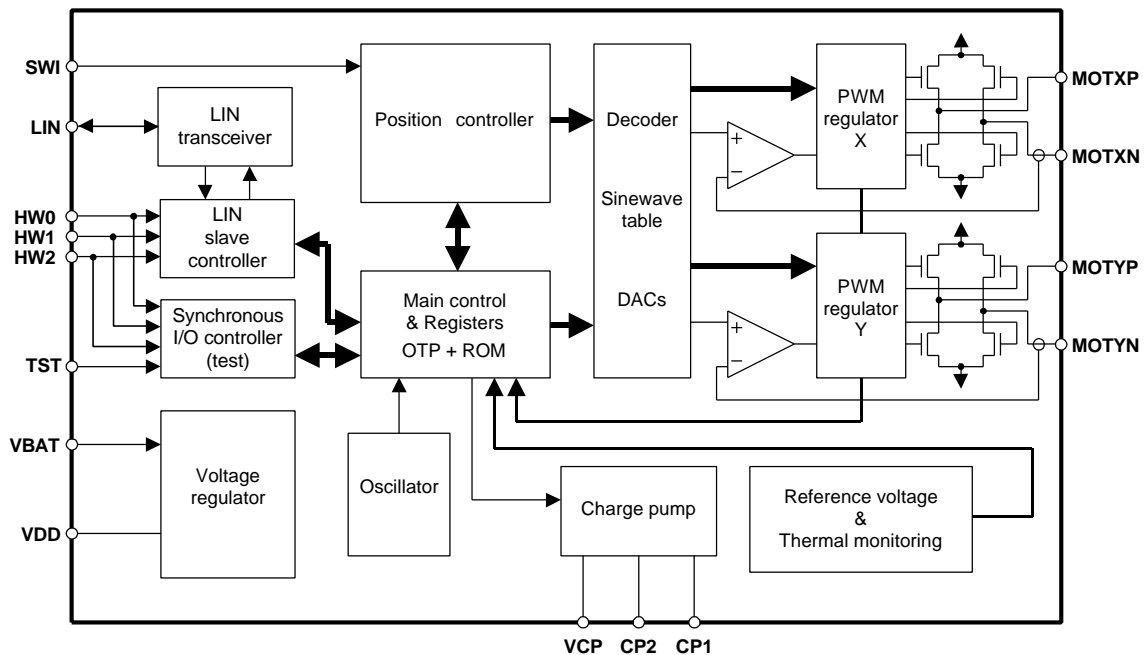 SWI
LIN
HW0
HW1
HW2
TST
VBAT
VDD
LIN
transceiver
LIN
slave
controller
Synchronous
I/O controller
(test)
Voltage
regulator
Position controller
Main control
& Registers
OTP + ROM
Oscillator
Decoder
Sinewave
table
DACs
+
−
+
−
PWM
regulator
X
PWM
regulator
Y
Charge pump
Reference voltage
&
Thermal monitoring
MOTXP
MOTXN
MOTYP
MOTYN
VCP
CP2
CP1